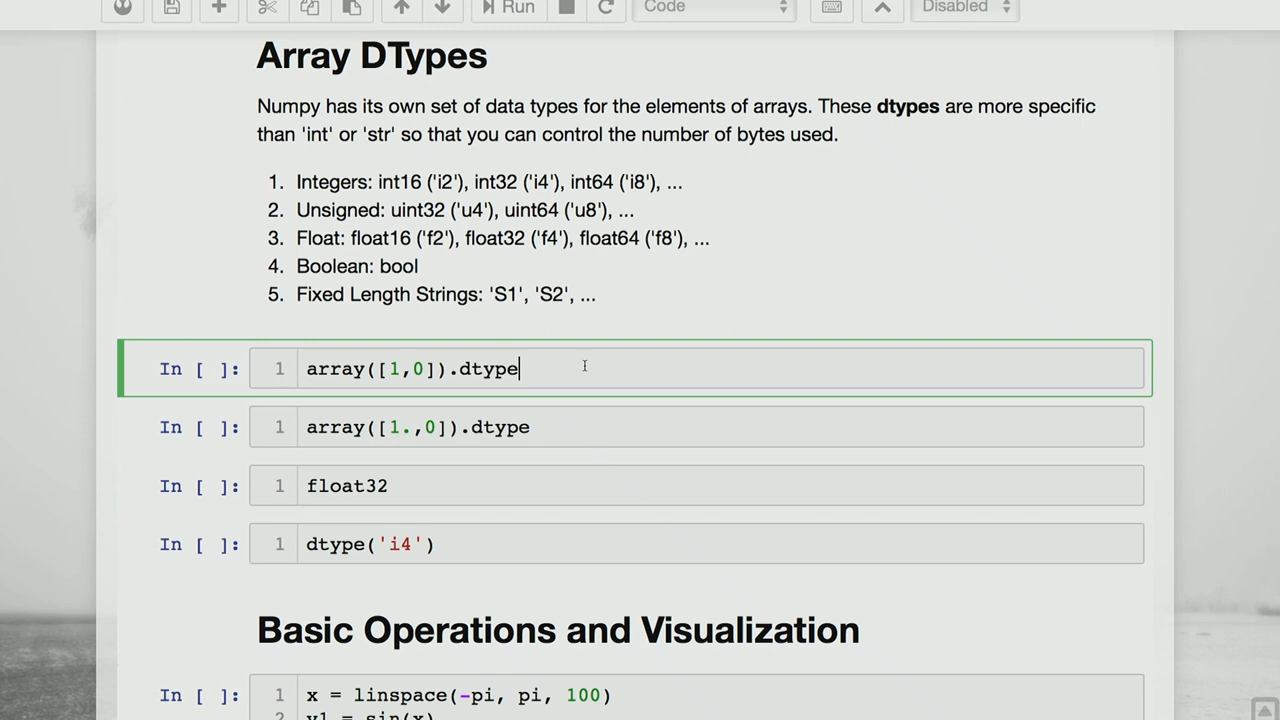 Run Code Disabled
Array DTypes
Numpy has its own set of data types for the elements of arrays. These dtypes are more specific
than 'int' or 'str' so that you can control the number of bytes used.
1. Integers: int16 ('i2'), int32 ('i4'), int64 ('i8'), ...
2. Unsigned: uint32 ('u4'), uint64 ('u8'), ...
3. Float: float16 ('f2'), float32 ('f4'), float64 ('f8'), ...
4. Boolean: bool
5. Fixed Length Strings: 'S1', 'S2', ...
In [ ]: 1 array([1,0]).dtype
In [ ]: 1 array([1.,0]).dtype
In [ ]: 1 float32
In [ ]: 1 dtype('i4')
Basic Operations and Visualization
In [ ]: 1 x = linspace(-pi, pi, 100)
2 y1 = sin(x)